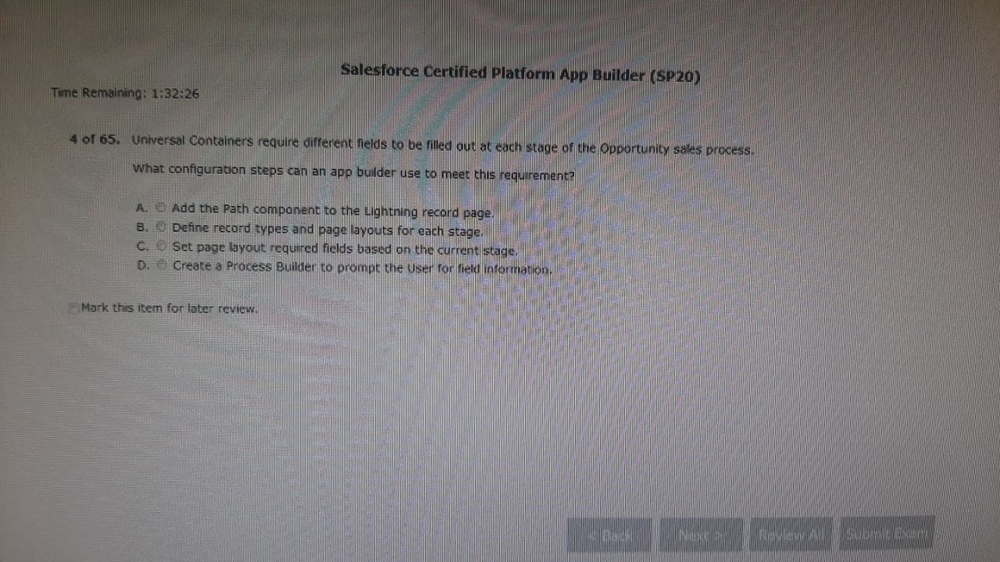 Salesforce Certified Platform App Builder (SP20)
Time Remaining: 1:32:26
4 of 65. Universal Containers require different fields to be filled out at each stage of the Opportunity sales process.
What configuration steps can an app builder use to meet this requirement?
A. Add the Path component to the Lightning record page.
B. Define record types and page layouts for each stage.
C. Set page layout required fields based on the current stage.
D. Create a Process Builder to prompt the User for field information.
Mark this item for later review.
< Back Next > Review All Submit Exam